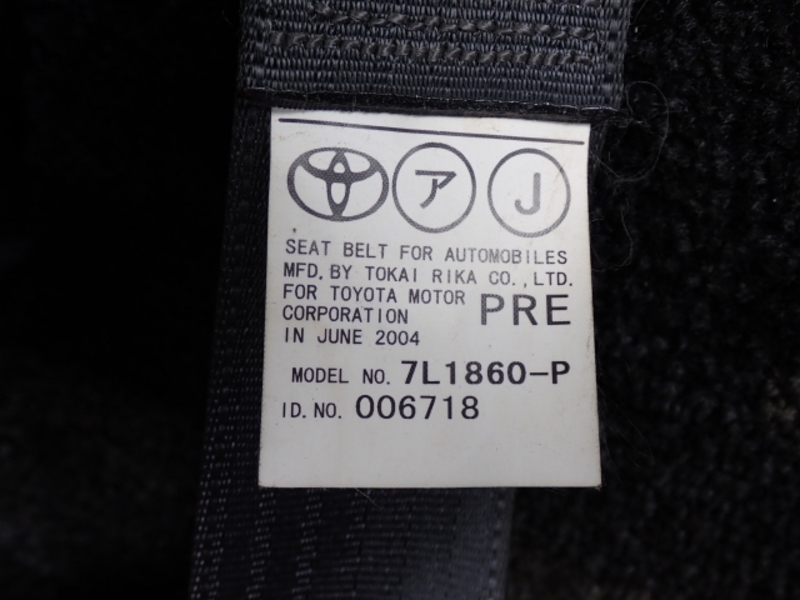 ア J
SEAT BELT FOR AUTOMOBILES
MFD. BY TOKAI RIKA CO., LTD.
FOR TOYOTA MOTOR
CORPORATION PRE
IN JUNE 2004
MODEL NO. 7L1860-P
ID. NO. 006718